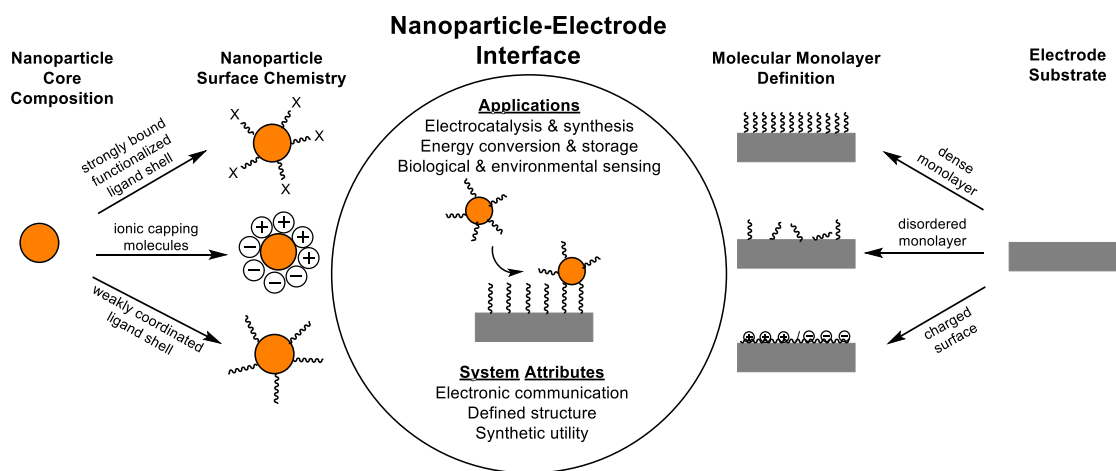 Nanoparticle-Electrode
Interface
Nanoparticle
Core
Composition
Nanoparticle
Surface Chemistry
strongly bound
functionalized
ligand shell
ionic capping
molecules
weakly coordinated
ligand shell
X
X
X
X
X
X
+
+
+
+
−
−
−
−
Applications
Electrocatalysis & synthesis
Energy conversion & storage
Biological & environmental sensing
System Attributes
Electronic communication
Defined structure
Synthetic utility
Molecular Monolayer
Definition
+ + + / − − −
dense
monolayer
disordered
monolayer
charged
surface
Electrode
Substrate